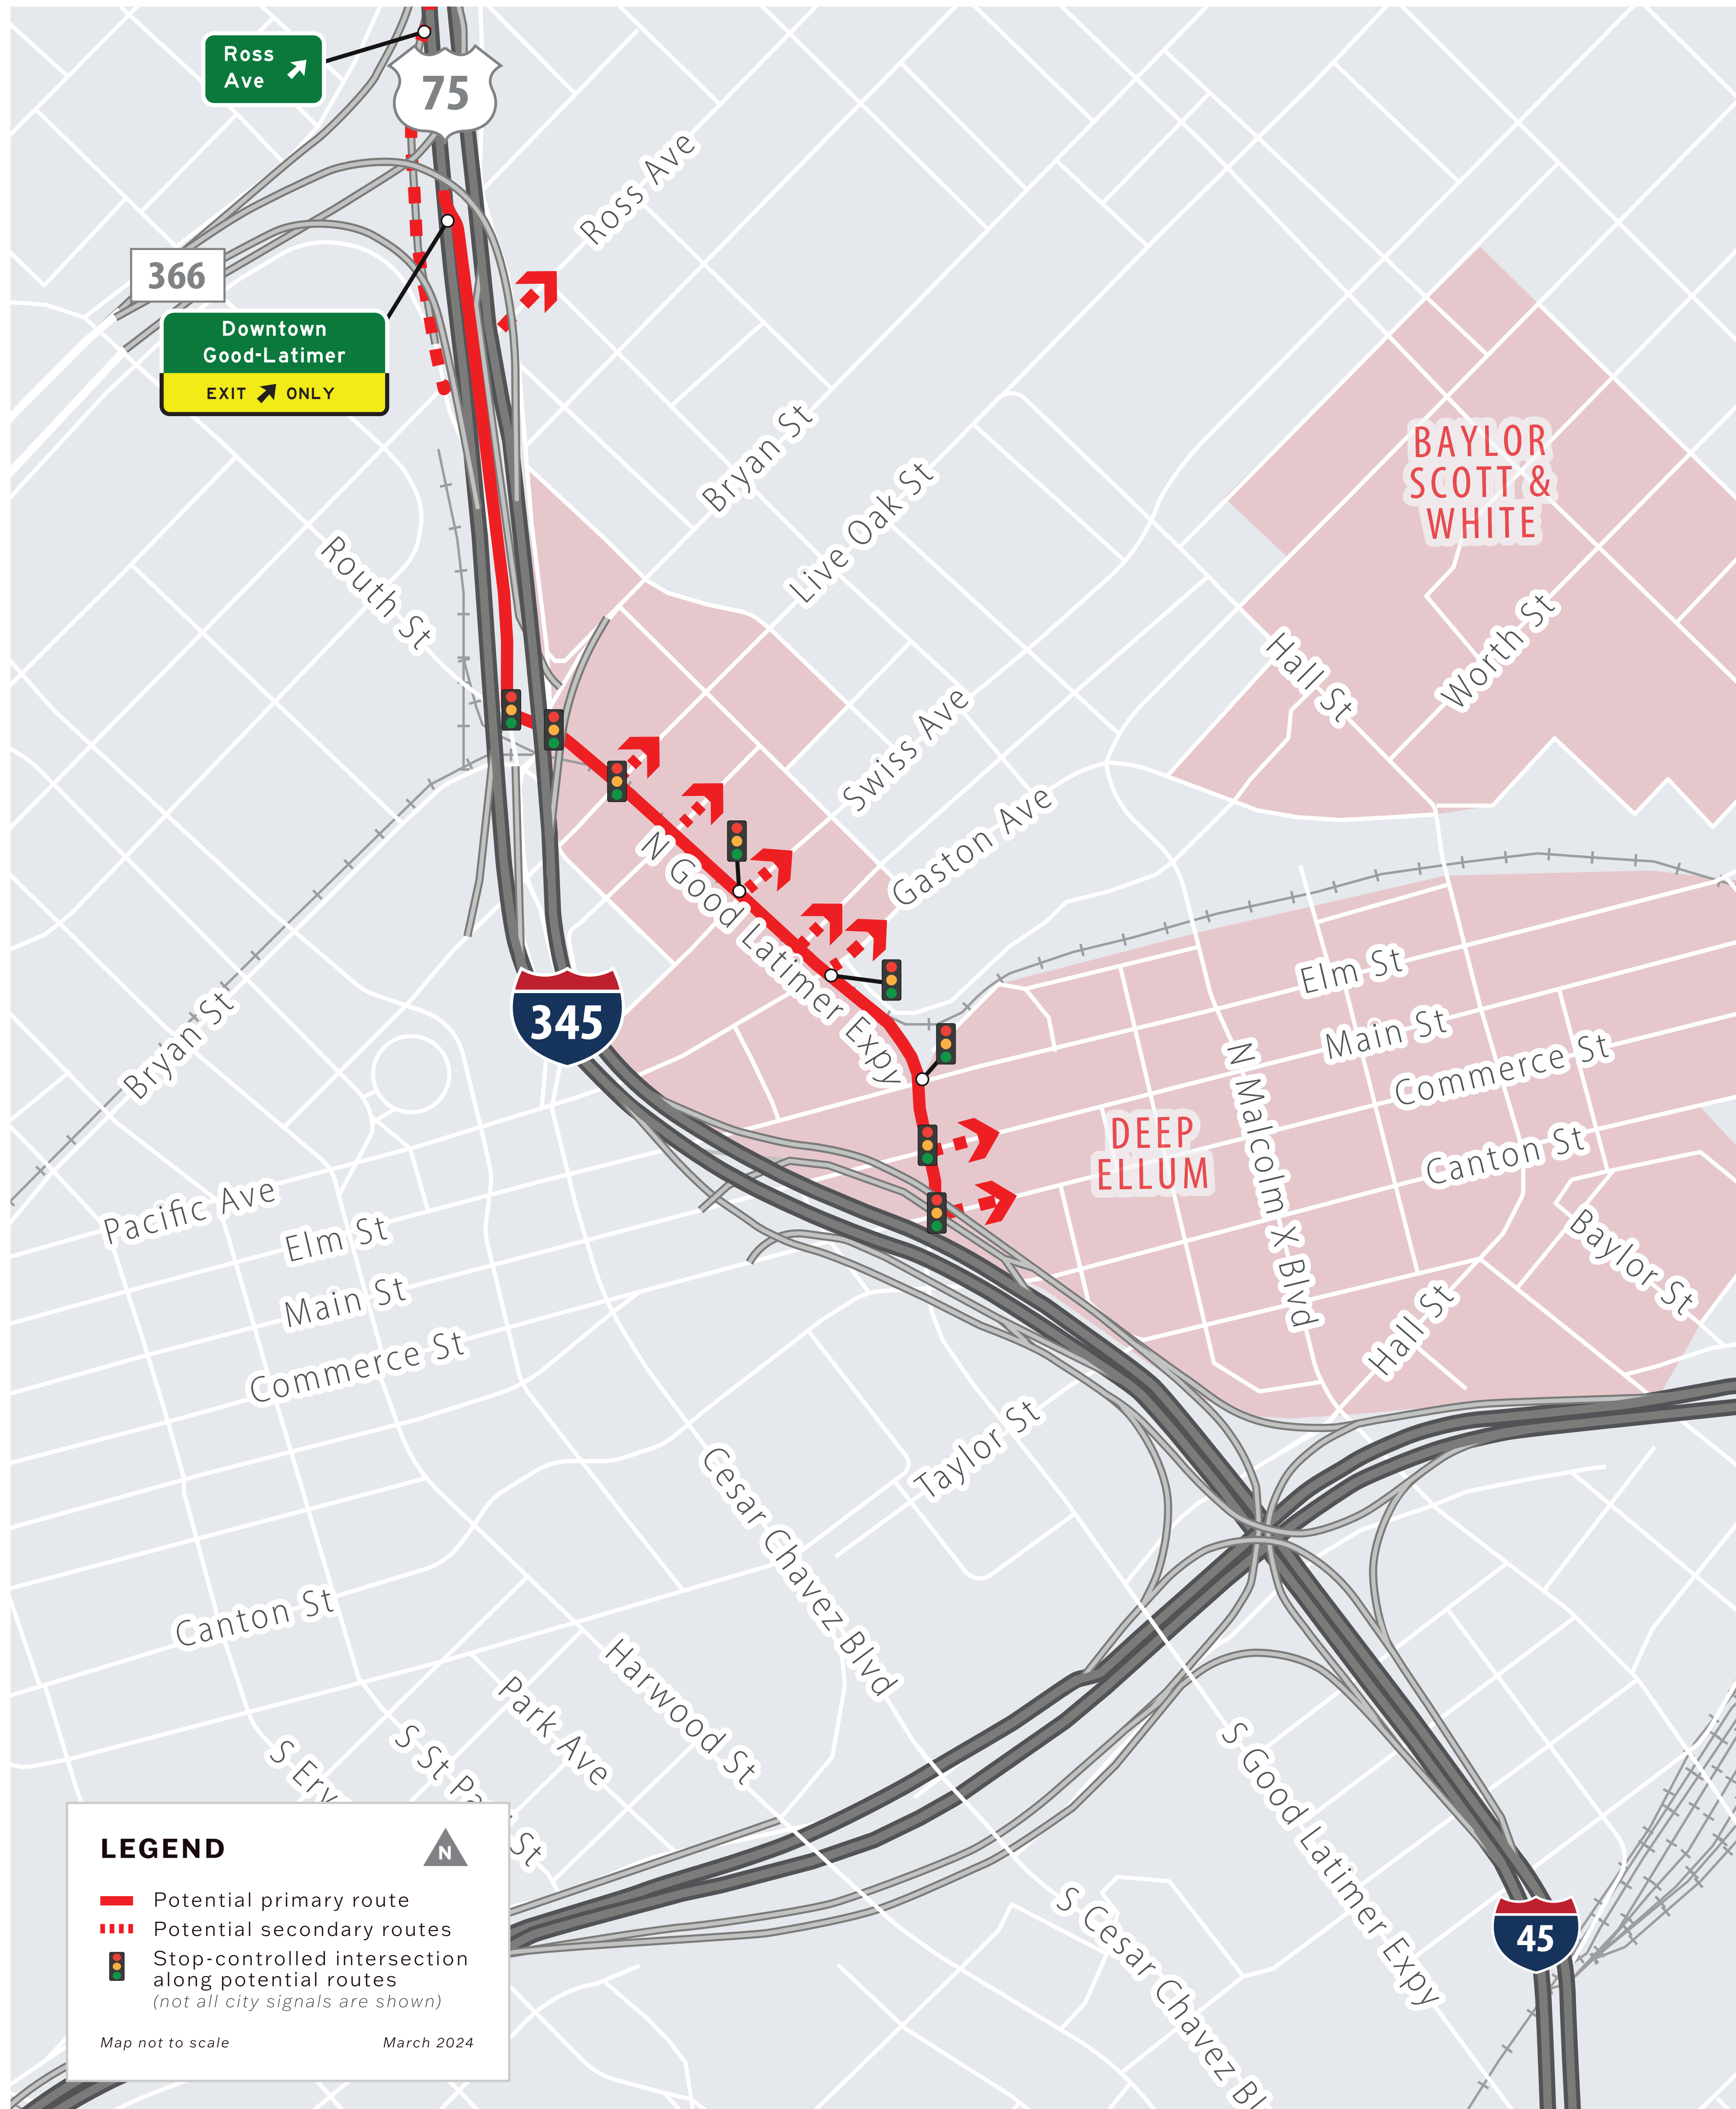 Ross
Ave
75
Ross Ave
366
Downtown
Good-Latimer
EXIT ONLY
Bryan St
Live Oak St
BAYLOR
SCOTT &
WHITE
Routh St
Hall St
Worth St
Swiss Ave
Gaston Ave
N Good Latimer Expy
345
Bryan St
Elm St
Main St
Commerce St
N Malcolm X Blvd
DEEP
ELLUM
Canton St
Baylor St
Hall St
Pacific Ave
Elm St
Main St
Commerce St
Taylor St
Cesar Chavez Blvd
Canton St
Harwood St
Park Ave
S St Pa
St
S Erv
S Good Latimer Expy
S Cesar Chavez Bl
45
LEGEND
N
Potential primary route
Potential secondary routes
Stop-controlled intersection
along potential routes
(not all city signals are shown)
Map not to scale
March 2024